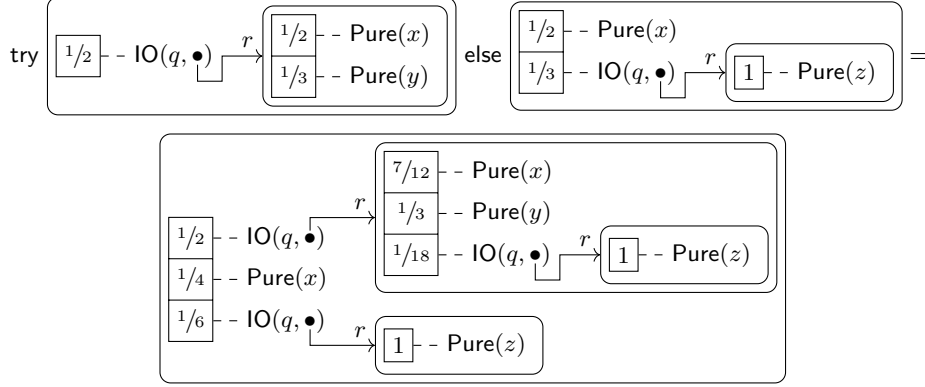 try 1/2 IO(q, •) r 1/2 Pure(x) else 1/2 Pure(x)
1/3 Pure(y) 1/3 IO(q, •) r 1 Pure(z) =
7/12 Pure(x)
1/3 Pure(y)
1/2 IO(q, •) r 1/18 IO(q, •) r 1 Pure(z)
1/4 Pure(x)
1/6 IO(q, •) r 1 Pure(z)